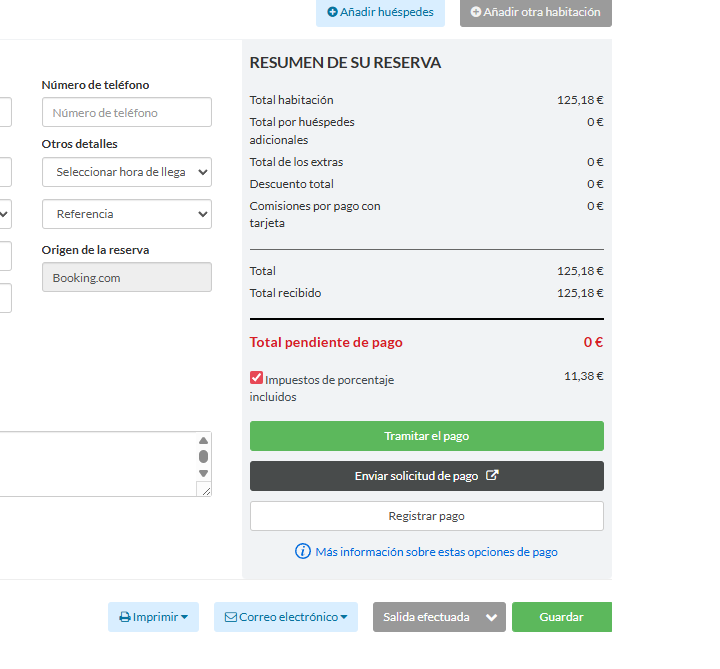 Añadir huéspedes
Añadir otra habitación
Número de teléfono
Número de teléfono
Otros detalles
Seleccionar hora de llega
Referencia
Origen de la reserva
Booking.com
RESUMEN DE SU RESERVA
Total habitación 125,18 €
Total por huéspedes 0 €
adicionales
Total de los extras 0 €
Descuento total 0 €
Comisiones por pago con 0 €
tarjeta
Total 125,18 €
Total recibido 125,18 €
Total pendiente de pago 0 €
Impuestos de porcentaje 11,38 €
incluidos
Tramitar el pago
Enviar solicitud de pago
Registrar pago
Más información sobre estas opciones de pago
Imprimir
Correo electrónico
Salida efectuada
Guardar